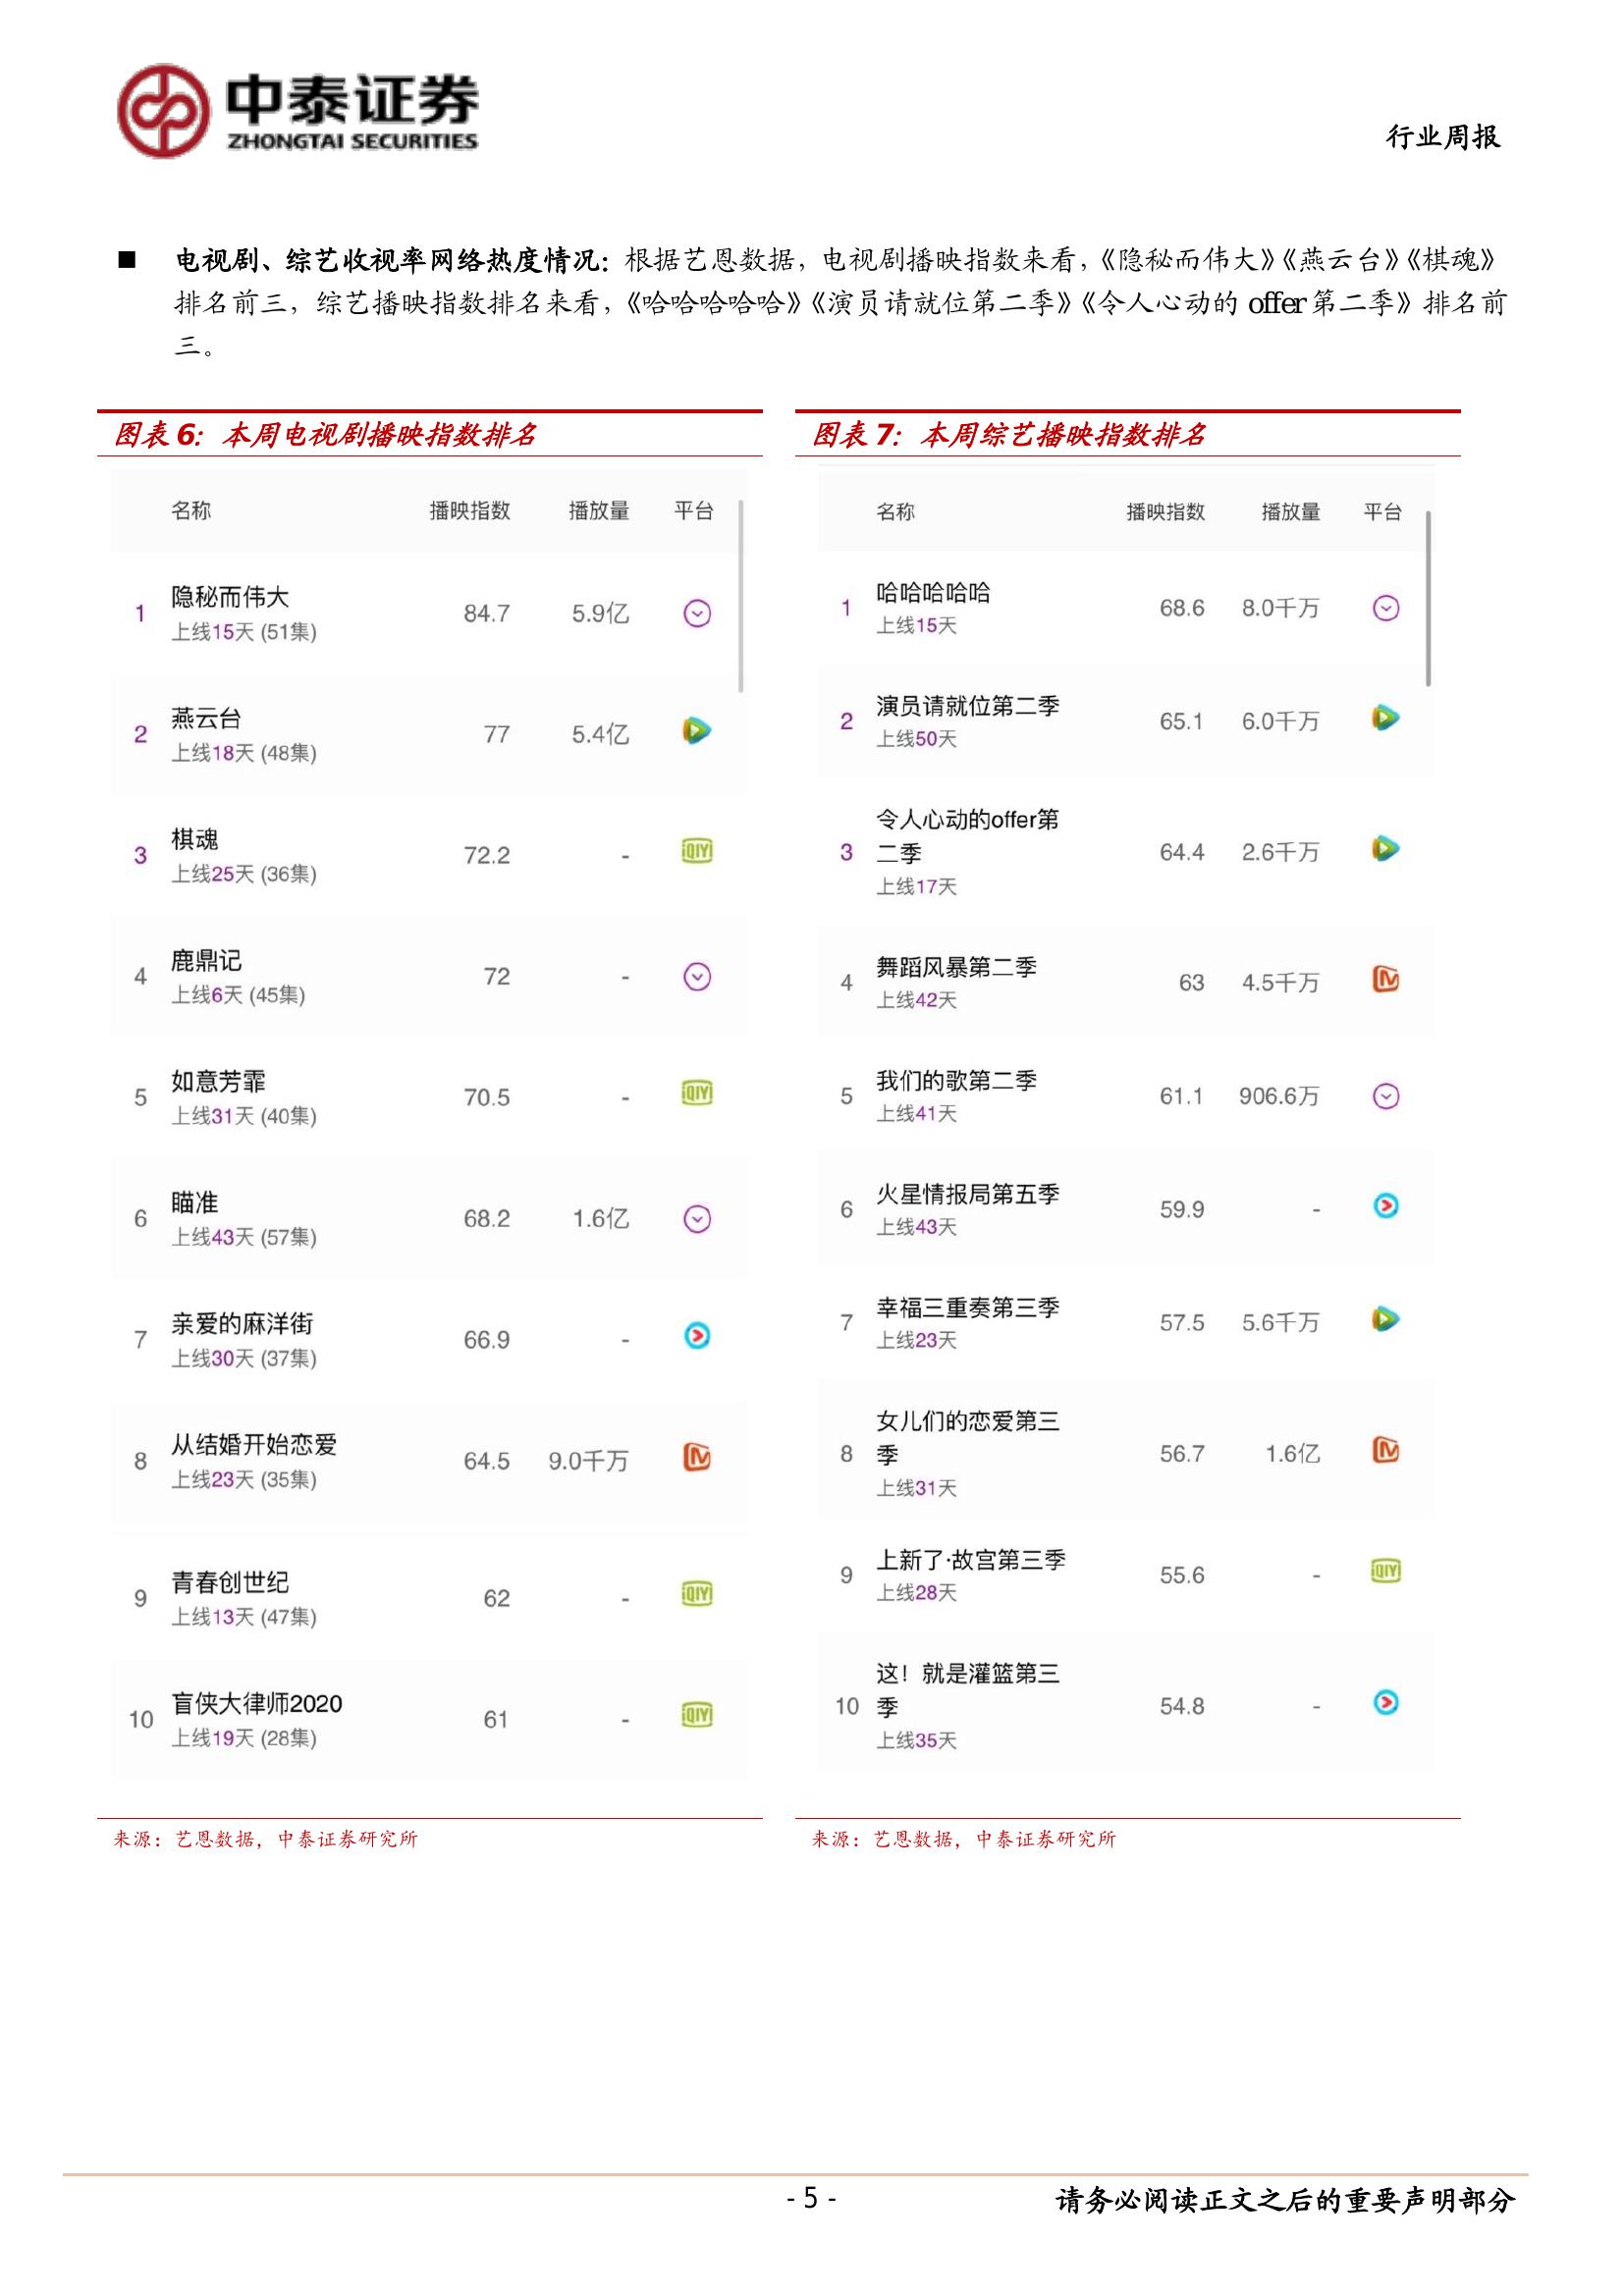 中泰证券
ZHONGTAI SECURITIES
行业周报
■ 电视剧、综艺收视率网络热度情况：根据艺恩数据，电视剧播映指数来看，《隐秘而伟大》《燕云台》《棋魂》
排名前三，综艺播映指数排名来看，《哈哈哈哈哈》《演员请就位第二季》《令人心动的 offer 第二季》排名前
三。
图表 6：本周电视剧播映指数排名
名称 播映指数 播放量 平台
1 隐秘而伟大 84.7 5.9亿
上线15天 (51集)
2 燕云台 77 5.4亿
上线18天 (48集)
3 棋魂 72.2 - iQIYI
上线25天 (36集)
4 鹿鼎记 72 -
上线6天 (45集)
5 如意芳霏 70.5 - iQIYI
上线31天 (40集)
6 瞄准 68.2 1.6亿
上线43天 (57集)
7 亲爱的麻洋街 66.9 -
上线30天 (37集)
8 从结婚开始恋爱 64.5 9.0千万
上线23天 (35集)
9 青春创世纪 62 - iQIYI
上线13天 (47集)
10 盲侠大律师2020 61 - iQIYI
上线19天 (28集)
来源：艺恩数据，中泰证券研究所
图表 7：本周综艺播映指数排名
名称 播映指数 播放量 平台
1 哈哈哈哈哈 68.6 8.0千万
上线15天
2 演员请就位第二季 65.1 6.0千万
上线50天
令人心动的offer第
3 二季 64.4 2.6千万
上线17天
4 舞蹈风暴第二季 63 4.5千万
上线42天
5 我们的歌第二季 61.1 906.6万
上线41天
6 火星情报局第五季 59.9 -
上线43天
7 幸福三重奏第三季 57.5 5.6千万
上线23天
女儿们的恋爱第三
8 季 56.7 1.6亿
上线31天
9 上新了·故宫第三季 55.6 - iQIYI
上线28天
这！就是灌篮第三
10 季 54.8 -
上线35天
来源：艺恩数据，中泰证券研究所
- 5 -
请务必阅读正文之后的重要声明部分